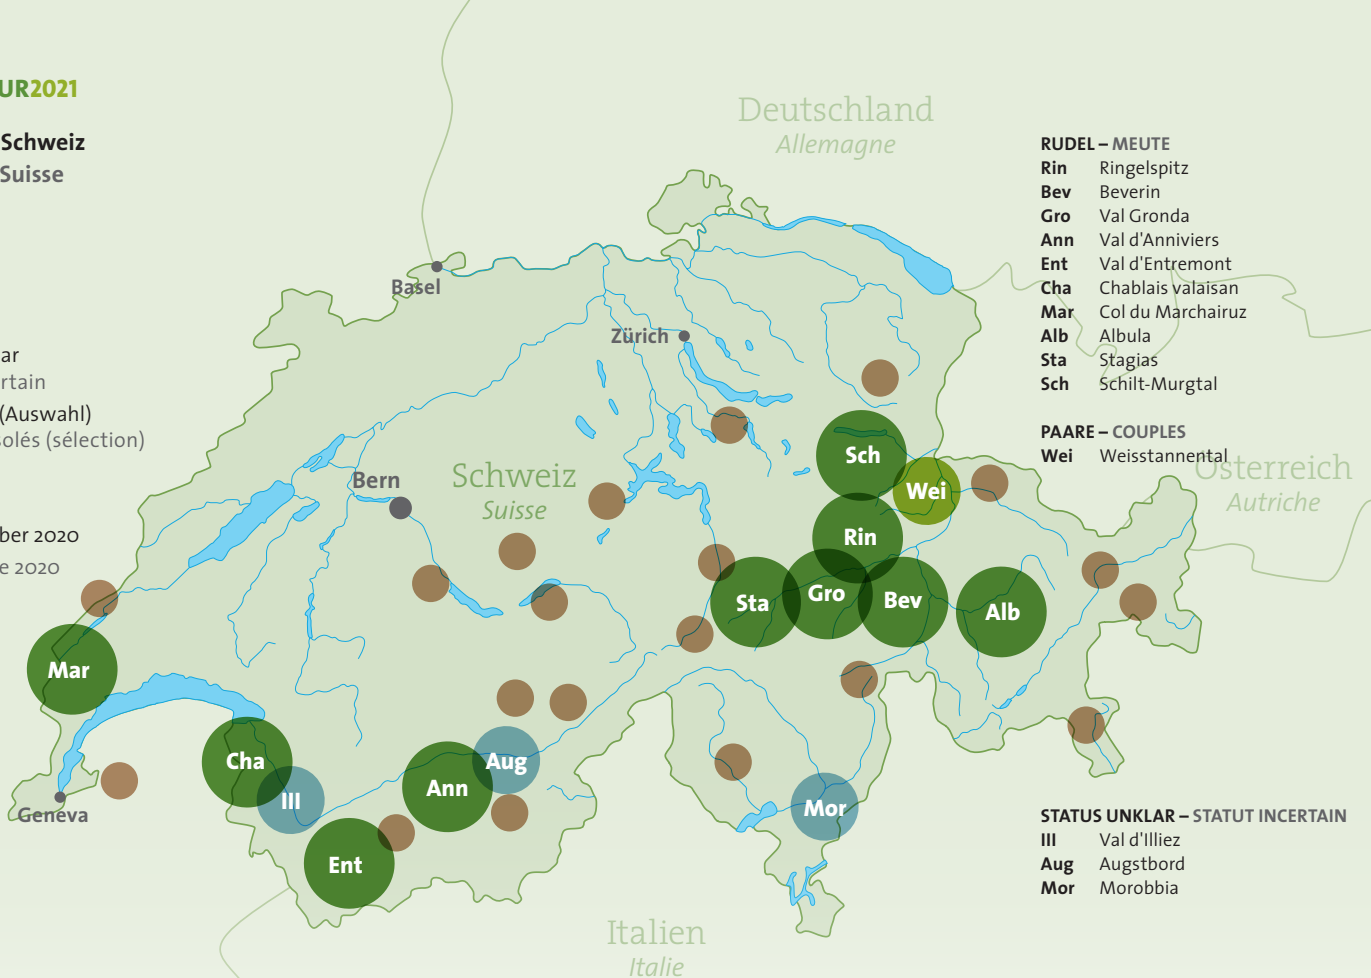 UR2021
Schweiz
Suisse
ar
rtain
(Auswahl)
solés (sélection)
ber 2020
e 2020
Deutschland
Allemagne
Basel
Zürich
Bern
Schweiz
Suisse
Geneva
Österreich
Autriche
Italien
Italie
Sch
Wei
Rin
Sta
Gro
Bev
Alb
Mar
Cha
Ill
Ann
Aug
Ent
Mor
RUDEL – MEUTE
Rin Ringelspitz
Bev Beverin
Gro Val Gronda
Ann Val d'Anniviers
Ent Val d'Entremont
Cha Chablais valaisan
Mar Col du Marchairuz
Alb Albula
Sta Stagias
Sch Schilt-Murgtal
PAARE – COUPLES
Wei Weisstannental
STATUS UNKLAR – STATUT INCERTAIN
Ill Val d'Illiez
Aug Augstbord
Mor Morobbia